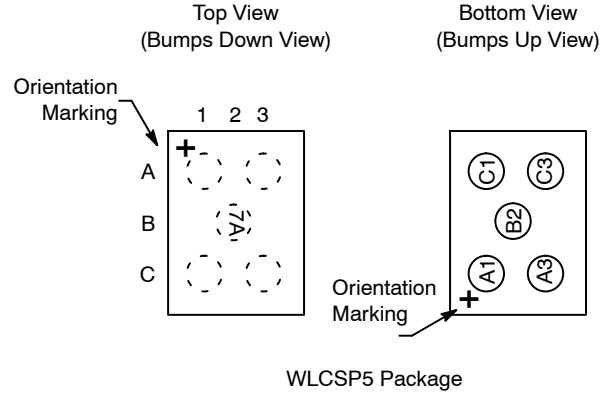 Top View
(Bumps Down View)
Bottom View
(Bumps Up View)
Orientation
Marking
1 2 3
A
B
C
7A
C1 C3
B2
A1 A3
Orientation
Marking
WLCSP5 Package